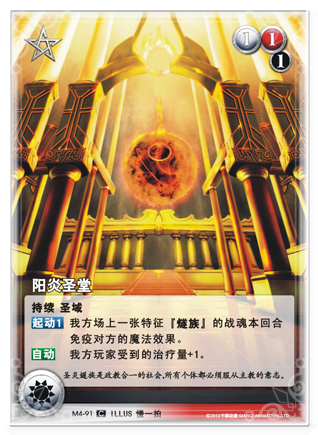 1 1
1
阳炎圣堂
持续 圣域
起动1 我方场上一张特征『燧族』的战魂本回合
免疫对方的魔法效果。
自动 我方玩家受到的治疗量+1。
圣炎燧族是政教合一的社会,所有个体都必须服从主教的意志。
M4-91 C ILLUS 慢一拍